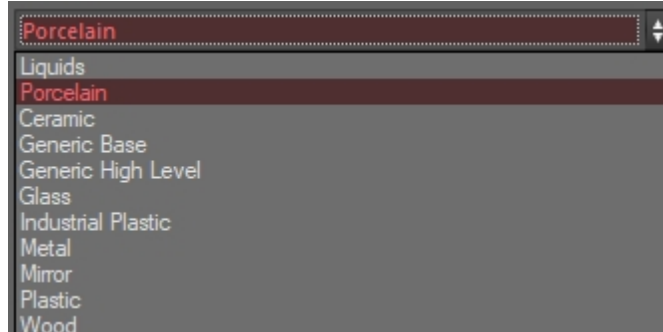 Porcelain
Liquids
Porcelain
Ceramic
Generic Base
Generic High Level
Glass
Industrial Plastic
Metal
Mirror
Plastic
Wood